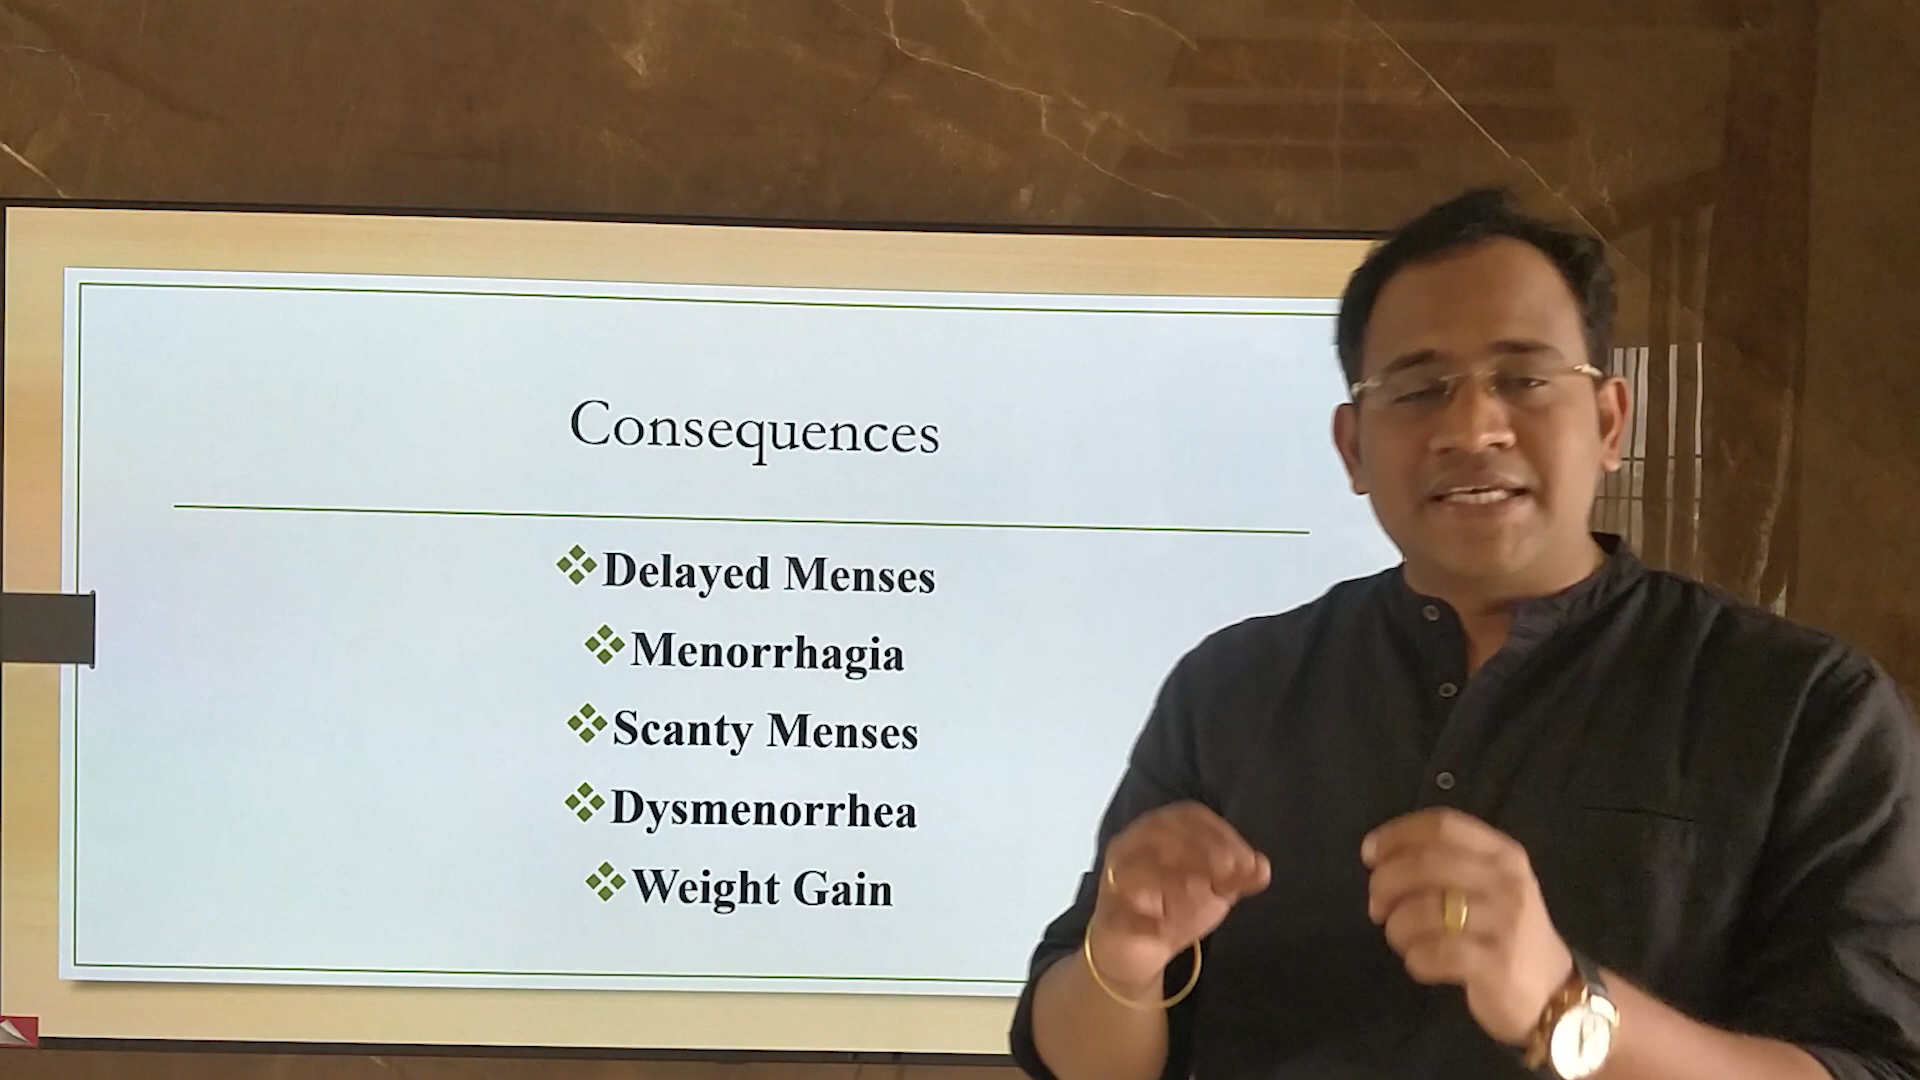 Consequences
Delayed Menses
Menorrhagia
Scanty Menses
Dysmenorrhea
Weight Gain